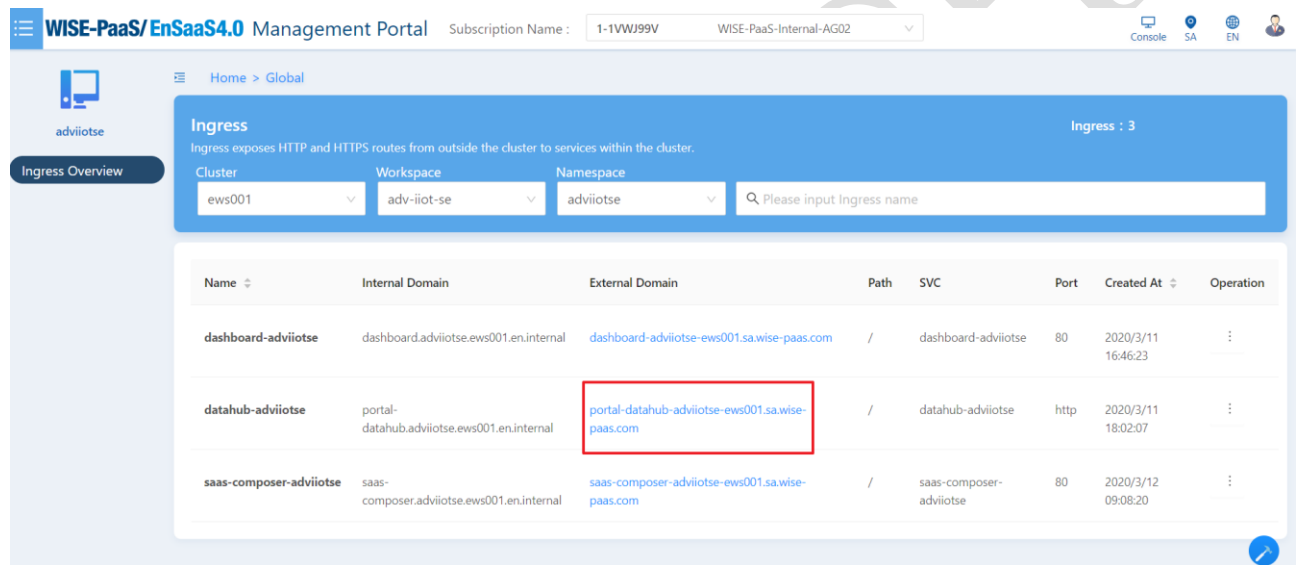 WISE-PaaS/EnSaaS4.0 Management Portal Subscription Name : 1-1VWJ99V WISE-PaaS-Internal-AG02 Console SA EN
Home > Global
adviiotse
Ingress Overview
Ingress Ingress : 3
Ingress exposes HTTP and HTTPS routes from outside the cluster to services within the cluster.
Cluster Workspace Namespace
ews001 adv-iiot-se adviiotse Please input Ingress name
Name Internal Domain External Domain Path SVC Port Created At Operation
dashboard-adviiotse dashboard.adviiotse.ews001.en.internal dashboard-adviiotse-ews001.sa.wise-paas.com / dashboard-adviiotse 80 2020/3/11
16:46:23
datahub-adviiotse portal- portal-datahub-adviiotse-ews001.sa.wise- / datahub-adviiotse http 2020/3/11
datahub.adviiotse.ews001.en.internal paas.com 18:02:07
saas-composer-adviiotse saas- saas-composer-adviiotse-ews001.sa.wise- / saas-composer- 80 2020/3/12
composer.adviiotse.ews001.en.internal paas.com adviiotse 09:08:20